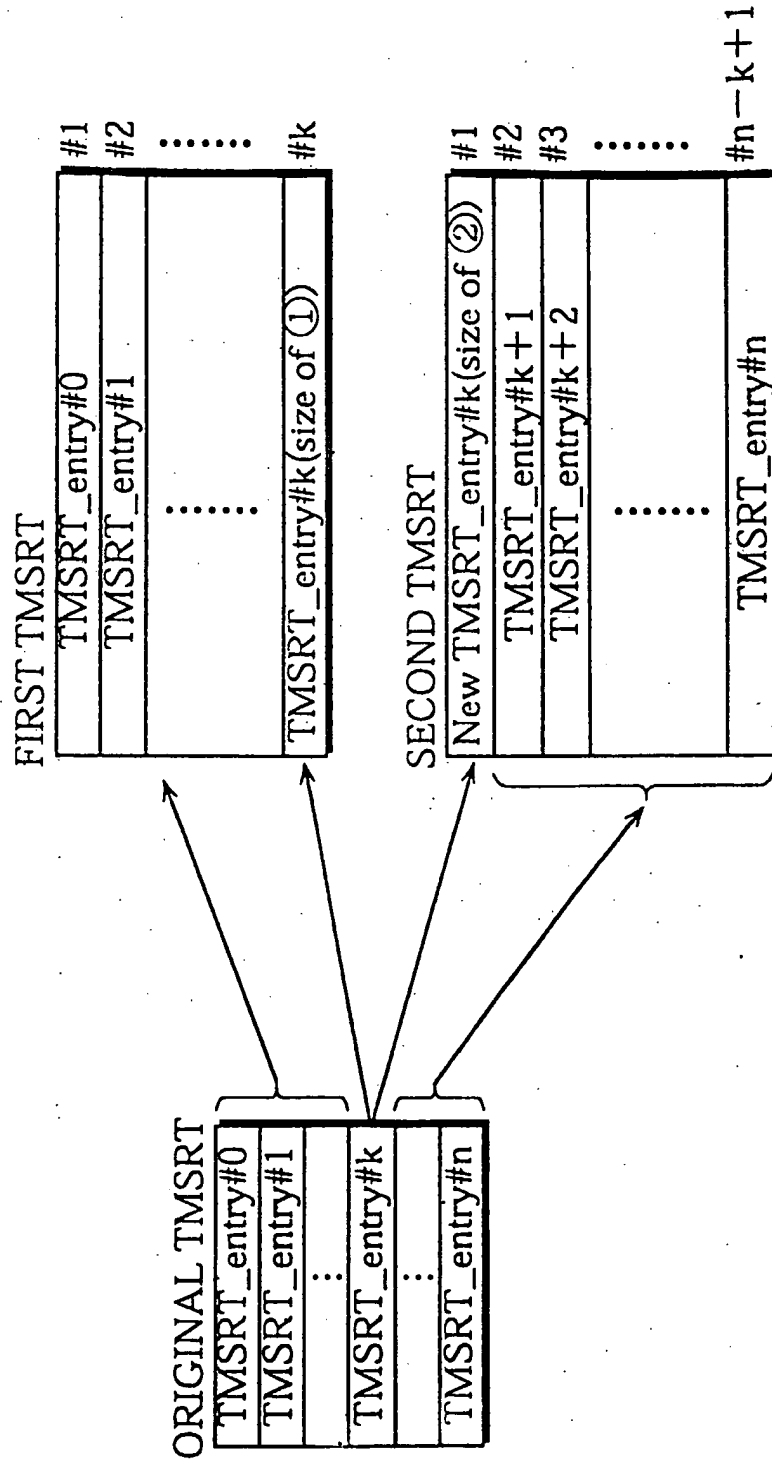 ORIGINAL TMSRT
TMSRT_entry#0
TMSRT_entry#1
...
TMSRT_entry#k
...
TMSRT_entry#n
FIRST TMSRT
TMSRT_entry#0 #1
TMSRT_entry#1 #2
....... .......
TMSRT_entry#k(size of ①) #k
SECOND TMSRT
New TMSRT_entry#k(size of ②) #1
TMSRT_entry#k+1 #2
TMSRT_entry#k+2 #3
....... .......
TMSRT_entry#n #n−k+1